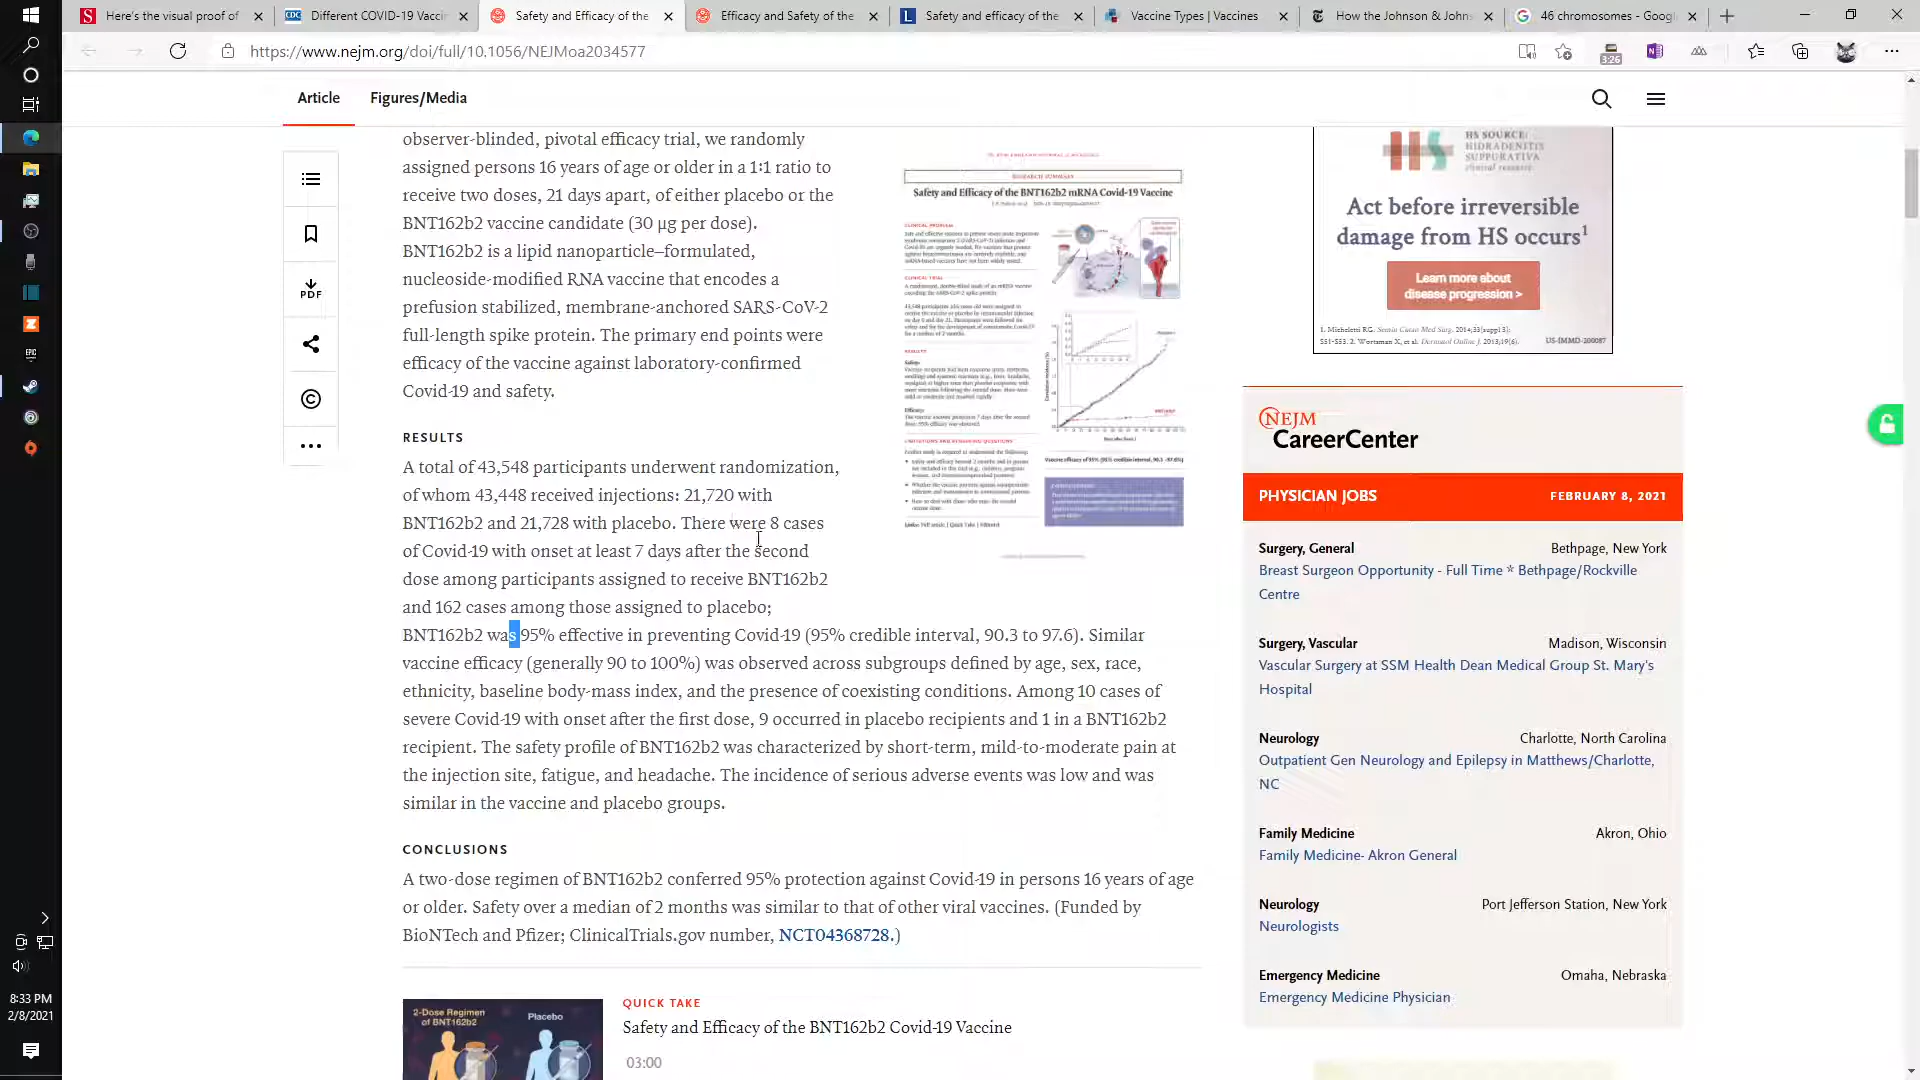 Here's the visual proof of
Different COVID-19 Vaccin
Safety and Efficacy of the
Efficacy and Safety of the
Safety and efficacy of the
Vaccine Types | Vaccines
How the Johnson & Johns
46 chromosomes - Googl
https://www.nejm.org/doi/full/10.1056/NEJMoa2034577
3:26
Article
Figures/Media
observer-blinded, pivotal efficacy trial, we randomly
assigned persons 16 years of age or older in a 1:1 ratio to
receive two doses, 21 days apart, of either placebo or the
BNT162b2 vaccine candidate (30 μg per dose).
BNT162b2 is a lipid nanoparticle–formulated,
nucleoside-modified RNA vaccine that encodes a
prefusion stabilized, membrane-anchored SARS-CoV-2
full-length spike protein. The primary end points were
efficacy of the vaccine against laboratory-confirmed
Covid-19 and safety.
RESULTS
A total of 43,548 participants underwent randomization,
of whom 43,448 received injections: 21,720 with
BNT162b2 and 21,728 with placebo. There were 8 cases
of Covid-19 with onset at least 7 days after the second
dose among participants assigned to receive BNT162b2
and 162 cases among those assigned to placebo;
BNT162b2 was 95% effective in preventing Covid-19 (95% credible interval, 90.3 to 97.6). Similar
vaccine efficacy (generally 90 to 100%) was observed across subgroups defined by age, sex, race,
ethnicity, baseline body-mass index, and the presence of coexisting conditions. Among 10 cases of
severe Covid-19 with onset after the first dose, 9 occurred in placebo recipients and 1 in a BNT162b2
recipient. The safety profile of BNT162b2 was characterized by short-term, mild-to-moderate pain at
the injection site, fatigue, and headache. The incidence of serious adverse events was low and was
similar in the vaccine and placebo groups.
CONCLUSIONS
A two-dose regimen of BNT162b2 conferred 95% protection against Covid-19 in persons 16 years of age
or older. Safety over a median of 2 months was similar to that of other viral vaccines. (Funded by
BioNTech and Pfizer; ClinicalTrials.gov number, NCT04368728.)
QUICK TAKE
Safety and Efficacy of the BNT162b2 Covid-19 Vaccine
03:00
2-Dose Regimen
of BNT162b2
Placebo
PDF
Safety and Efficacy of the BNT162b2 mRNA Covid-19 Vaccine
CLINICAL PROBLEM
CLINICAL TRIAL
RESULTS
Safety:
Efficacy:
HS SOURCE:
HIDRADENITIS
SUPPURATIVA
Act before irreversible
damage from HS occurs¹
Learn more about
disease progression >
US-IMMD-200087
NEJM
CareerCenter
PHYSICIAN JOBS
FEBRUARY 8, 2021
Surgery, General
Bethpage, New York
Breast Surgeon Opportunity - Full Time * Bethpage/Rockville
Centre
Surgery, Vascular
Madison, Wisconsin
Vascular Surgery at SSM Health Dean Medical Group St. Mary's
Hospital
Neurology
Charlotte, North Carolina
Outpatient Gen Neurology and Epilepsy in Matthews/Charlotte,
NC
Family Medicine
Akron, Ohio
Family Medicine- Akron General
Neurology
Port Jefferson Station, New York
Neurologists
Emergency Medicine
Omaha, Nebraska
Emergency Medicine Physician
8:33 PM
2/8/2021